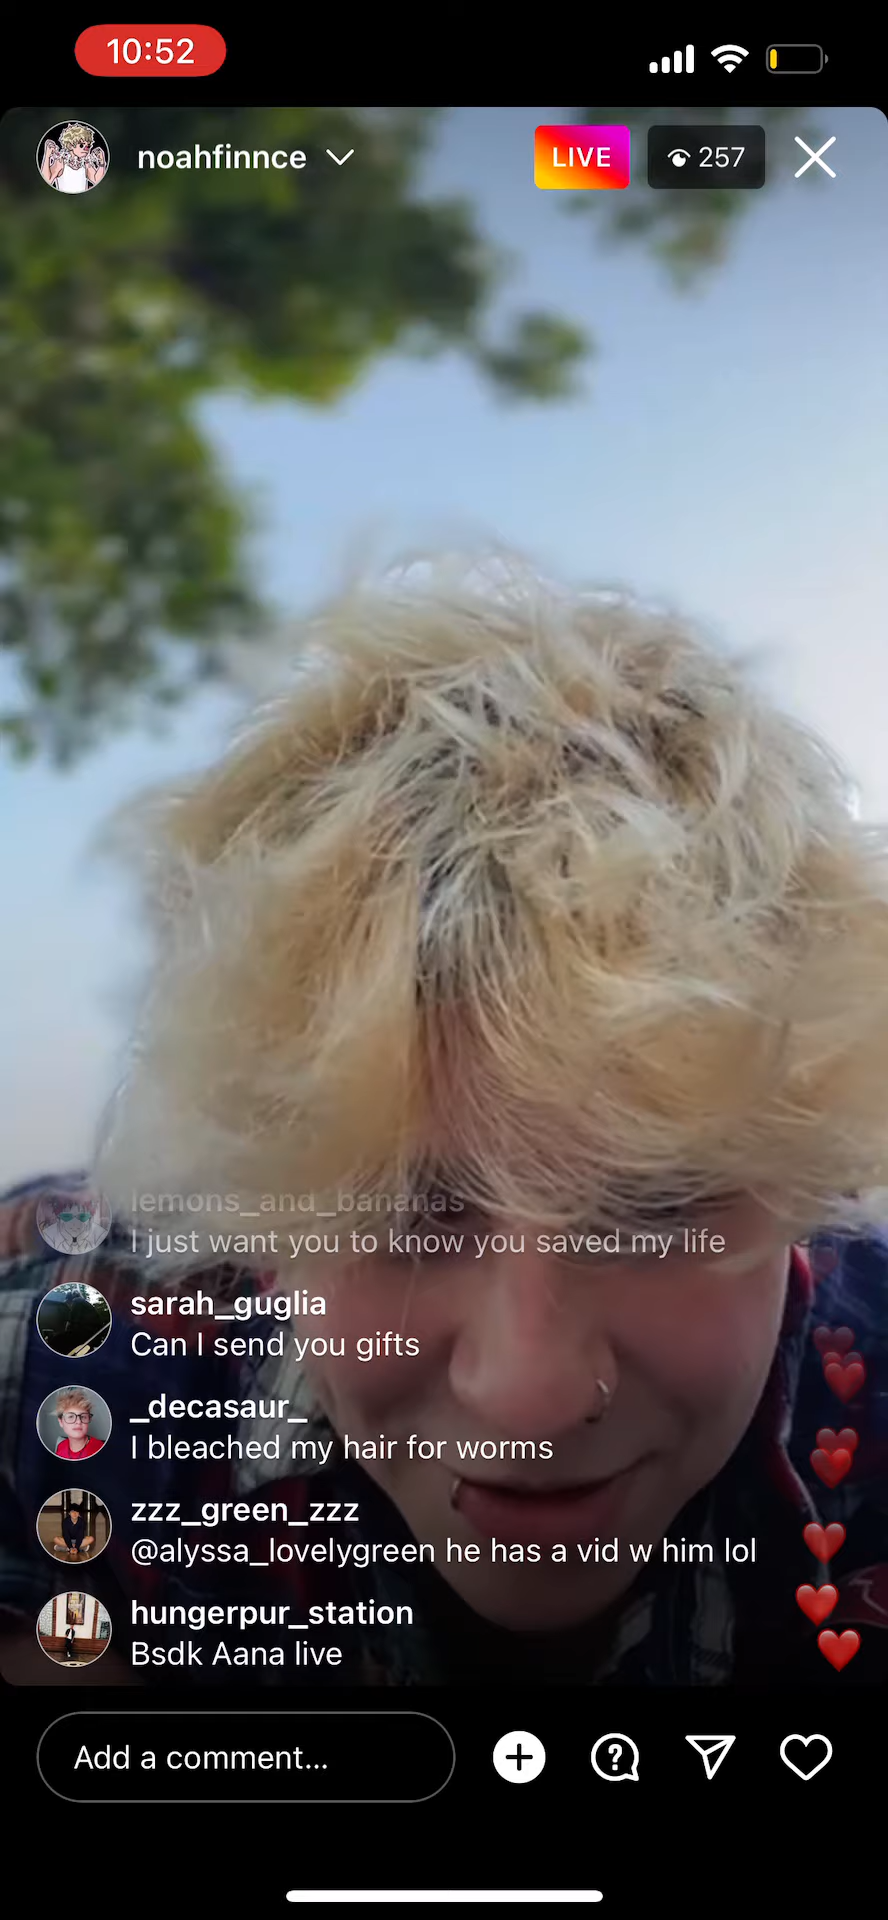 10:52
noahfinnce
LIVE
257
lemons_and_bananas
I just want you to know you saved my life
sarah_guglia
Can I send you gifts
_decasaur_
I bleached my hair for worms
zzz_green_zzz
@alyssa_lovelygreen he has a vid w him lol
hungerpur_station
Bsdk Aana live
Add a comment...